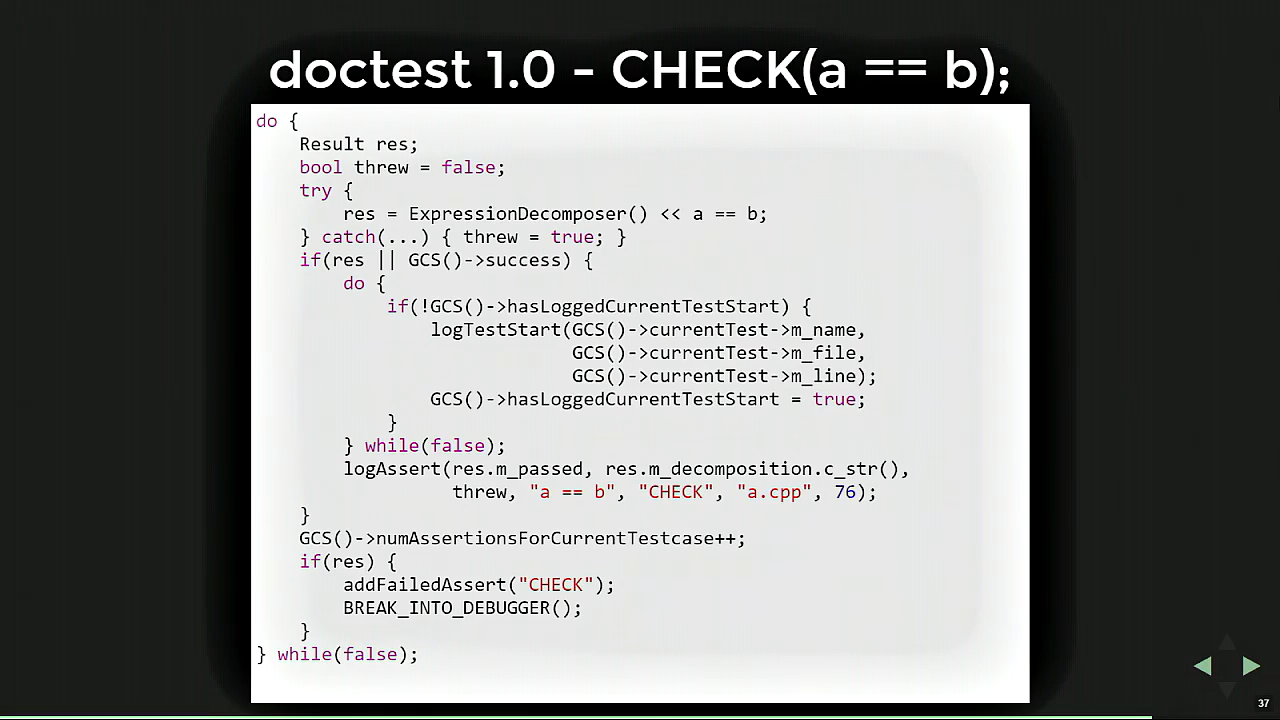 doctest 1.0 - CHECK(a == b);
do {
    Result res;
    bool threw = false;
    try {
        res = ExpressionDecomposer() << a == b;
    } catch(...) { threw = true; }
    if(res || GCS()->success) {
        do {
            if(!GCS()->hasLoggedCurrentTestStart) {
                logTestStart(GCS()->currentTest->m_name,
                             GCS()->currentTest->m_file,
                             GCS()->currentTest->m_line);
                GCS()->hasLoggedCurrentTestStart = true;
            }
        } while(false);
        logAssert(res.m_passed, res.m_decomposition.c_str(),
                  threw, "a == b", "CHECK", "a.cpp", 76);
    }
    GCS()->numAssertionsForCurrentTestcase++;
    if(res) {
        addFailedAssert("CHECK");
        BREAK_INTO_DEBUGGER();
    }
} while(false);
37